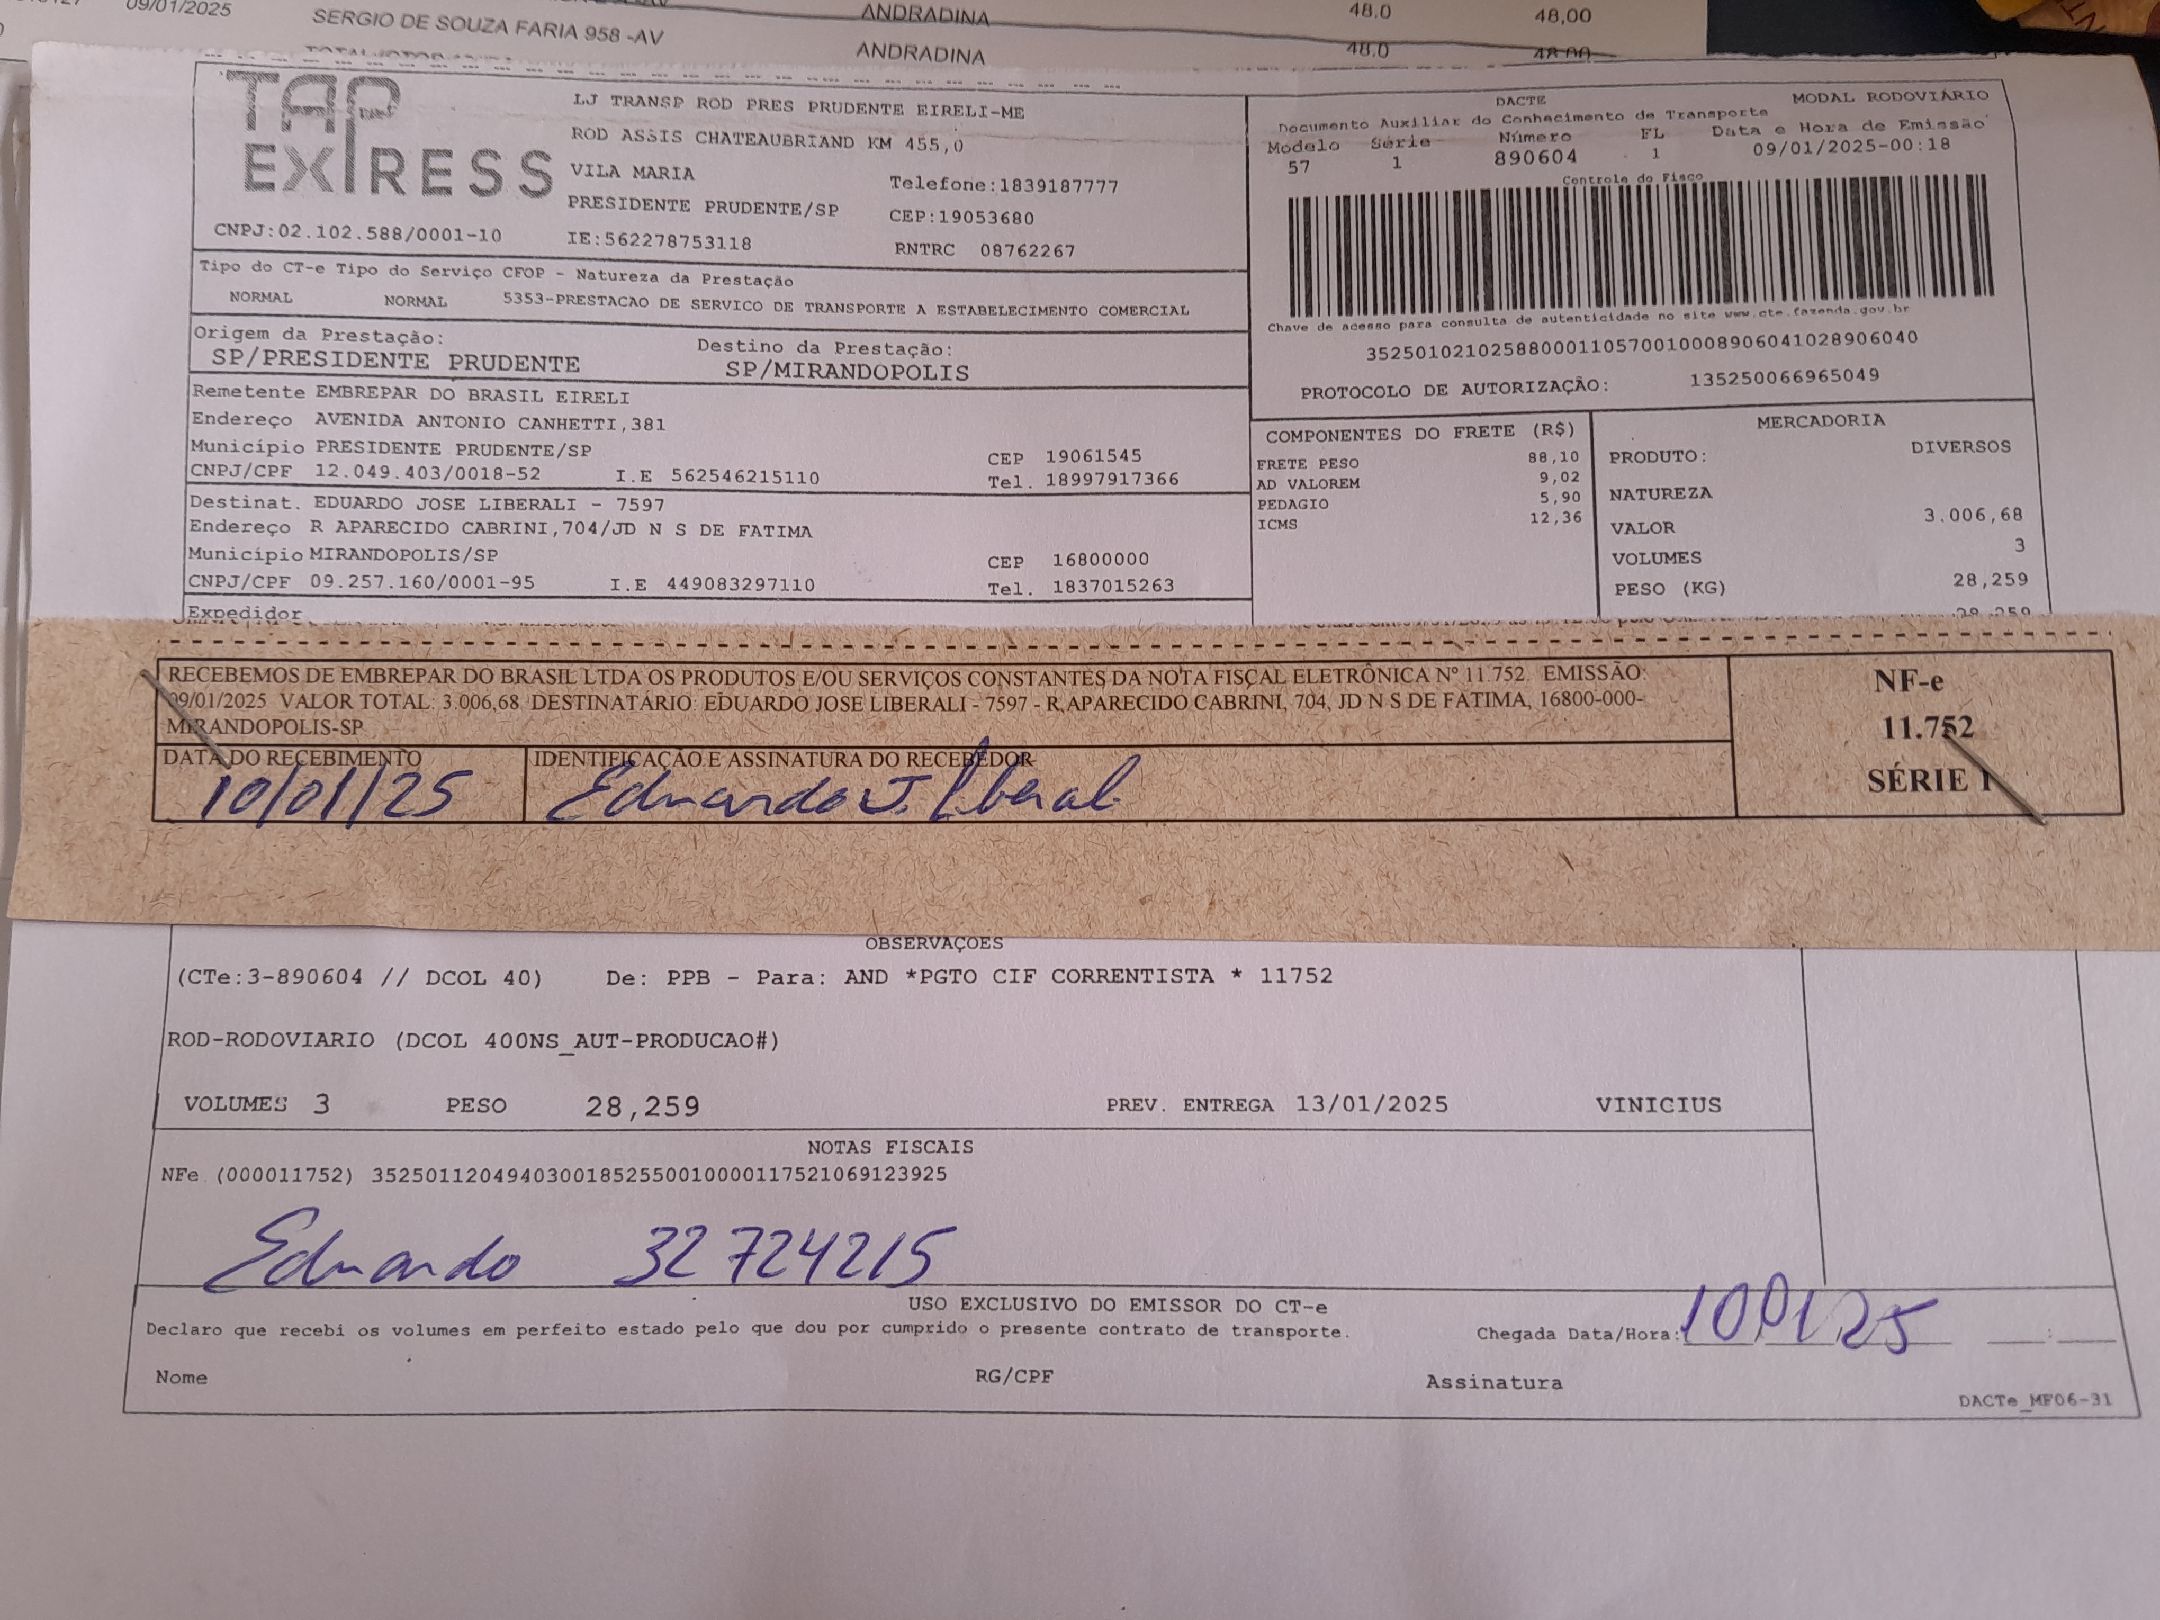 09/01/2025
SERGIO DE SOUZA FARIA 958 -AV
ANDRADINA 48.0 48,00
ANDRADINA 48.0 48,00
TAP EXPRESS
LJ TRANSP ROD PRES PRUDENTE EIRELI-ME
ROD ASSIS CHATEAUBRIAND KM 455,0
VILA MARIA Telefone:1839187777
PRESIDENTE PRUDENTE/SP CEP:19053680
CNPJ:02.102.588/0001-10 IE:562278753118 RNTRC 08762267
DACTE MODAL RODOVIÁRIO
Documento Auxiliar do Conhecimento de Transporte
Modelo Série Número FL Data e Hora de Emissão
57 1 890604 1 09/01/2025-00:18
Controle do Fisco
Chave de acesso para consulta de autenticidade no site www.cte.fazenda.gov.br
35250102102588000110570010008906041028906040
PROTOCOLO DE AUTORIZAÇÃO: 135250066965049
Tipo do CT-e Tipo do Serviço CFOP - Natureza da Prestação
NORMAL NORMAL 5353-PRESTACAO DE SERVICO DE TRANSPORTE A ESTABELECIMENTO COMERCIAL
Origem da Prestação: Destino da Prestação:
SP/PRESIDENTE PRUDENTE SP/MIRANDOPOLIS
Remetente EMBREPAR DO BRASIL EIRELI
Endereço AVENIDA ANTONIO CANHETTI,381
Município PRESIDENTE PRUDENTE/SP CEP 19061545
CNPJ/CPF 12.049.403/0018-52 I.E 562546215110 Tel. 18997917366
Destinat. EDUARDO JOSE LIBERALI - 7597
Endereço R APARECIDO CABRINI,704/JD N S DE FATIMA
Município MIRANDOPOLIS/SP CEP 16800000
CNPJ/CPF 09.257.160/0001-95 I.E 449083297110 Tel. 1837015263
Expedidor
COMPONENTES DO FRETE (R$)
FRETE PESO 88,10
AD VALOREM 9,02
PEDAGIO 5,90
ICMS 12,36
MERCADORIA
PRODUTO: DIVERSOS
NATUREZA
VALOR 3.006,68
VOLUMES 3
PESO (KG) 28,259
RECEBEMOS DE EMBREPAR DO BRASIL LTDA OS PRODUTOS E/OU SERVIÇOS CONSTANTES DA NOTA FISCAL ELETRÔNICA Nº 11.752. EMISSÃO:
09/01/2025 VALOR TOTAL: 3.006,68 DESTINATÁRIO: EDUARDO JOSE LIBERALI - 7597 - R,APARECIDO CABRINI, 704, JD N S DE FATIMA, 16800-000-
MIRANDOPOLIS-SP
DATA DO RECEBIMENTO IDENTIFICAÇÃO E ASSINATURA DO RECEBEDOR
10/01/25 Eduardo J. Liberal
NF-e
11.752
SÉRIE 1
OBSERVAÇOES
(CTe:3-890604 // DCOL 40) De: PPB - Para: AND *PGTO CIF CORRENTISTA * 11752
ROD-RODOVIARIO (DCOL 400NS_AUT-PRODUCAO#)
VOLUMES 3 PESO 28,259 PREV. ENTREGA 13/01/2025 VINICIUS
NOTAS FISCAIS
NFe (000011752) 35250112049403001852550010000117521069123925
Eduardo 32724215
USO EXCLUSIVO DO EMISSOR DO CT-e
Declaro que recebi os volumes em perfeito estado pelo que dou por cumprido o presente contrato de transporte. Chegada Data/Hora: 10 01 25 :
Nome RG/CPF Assinatura
DACTe_MF06-31